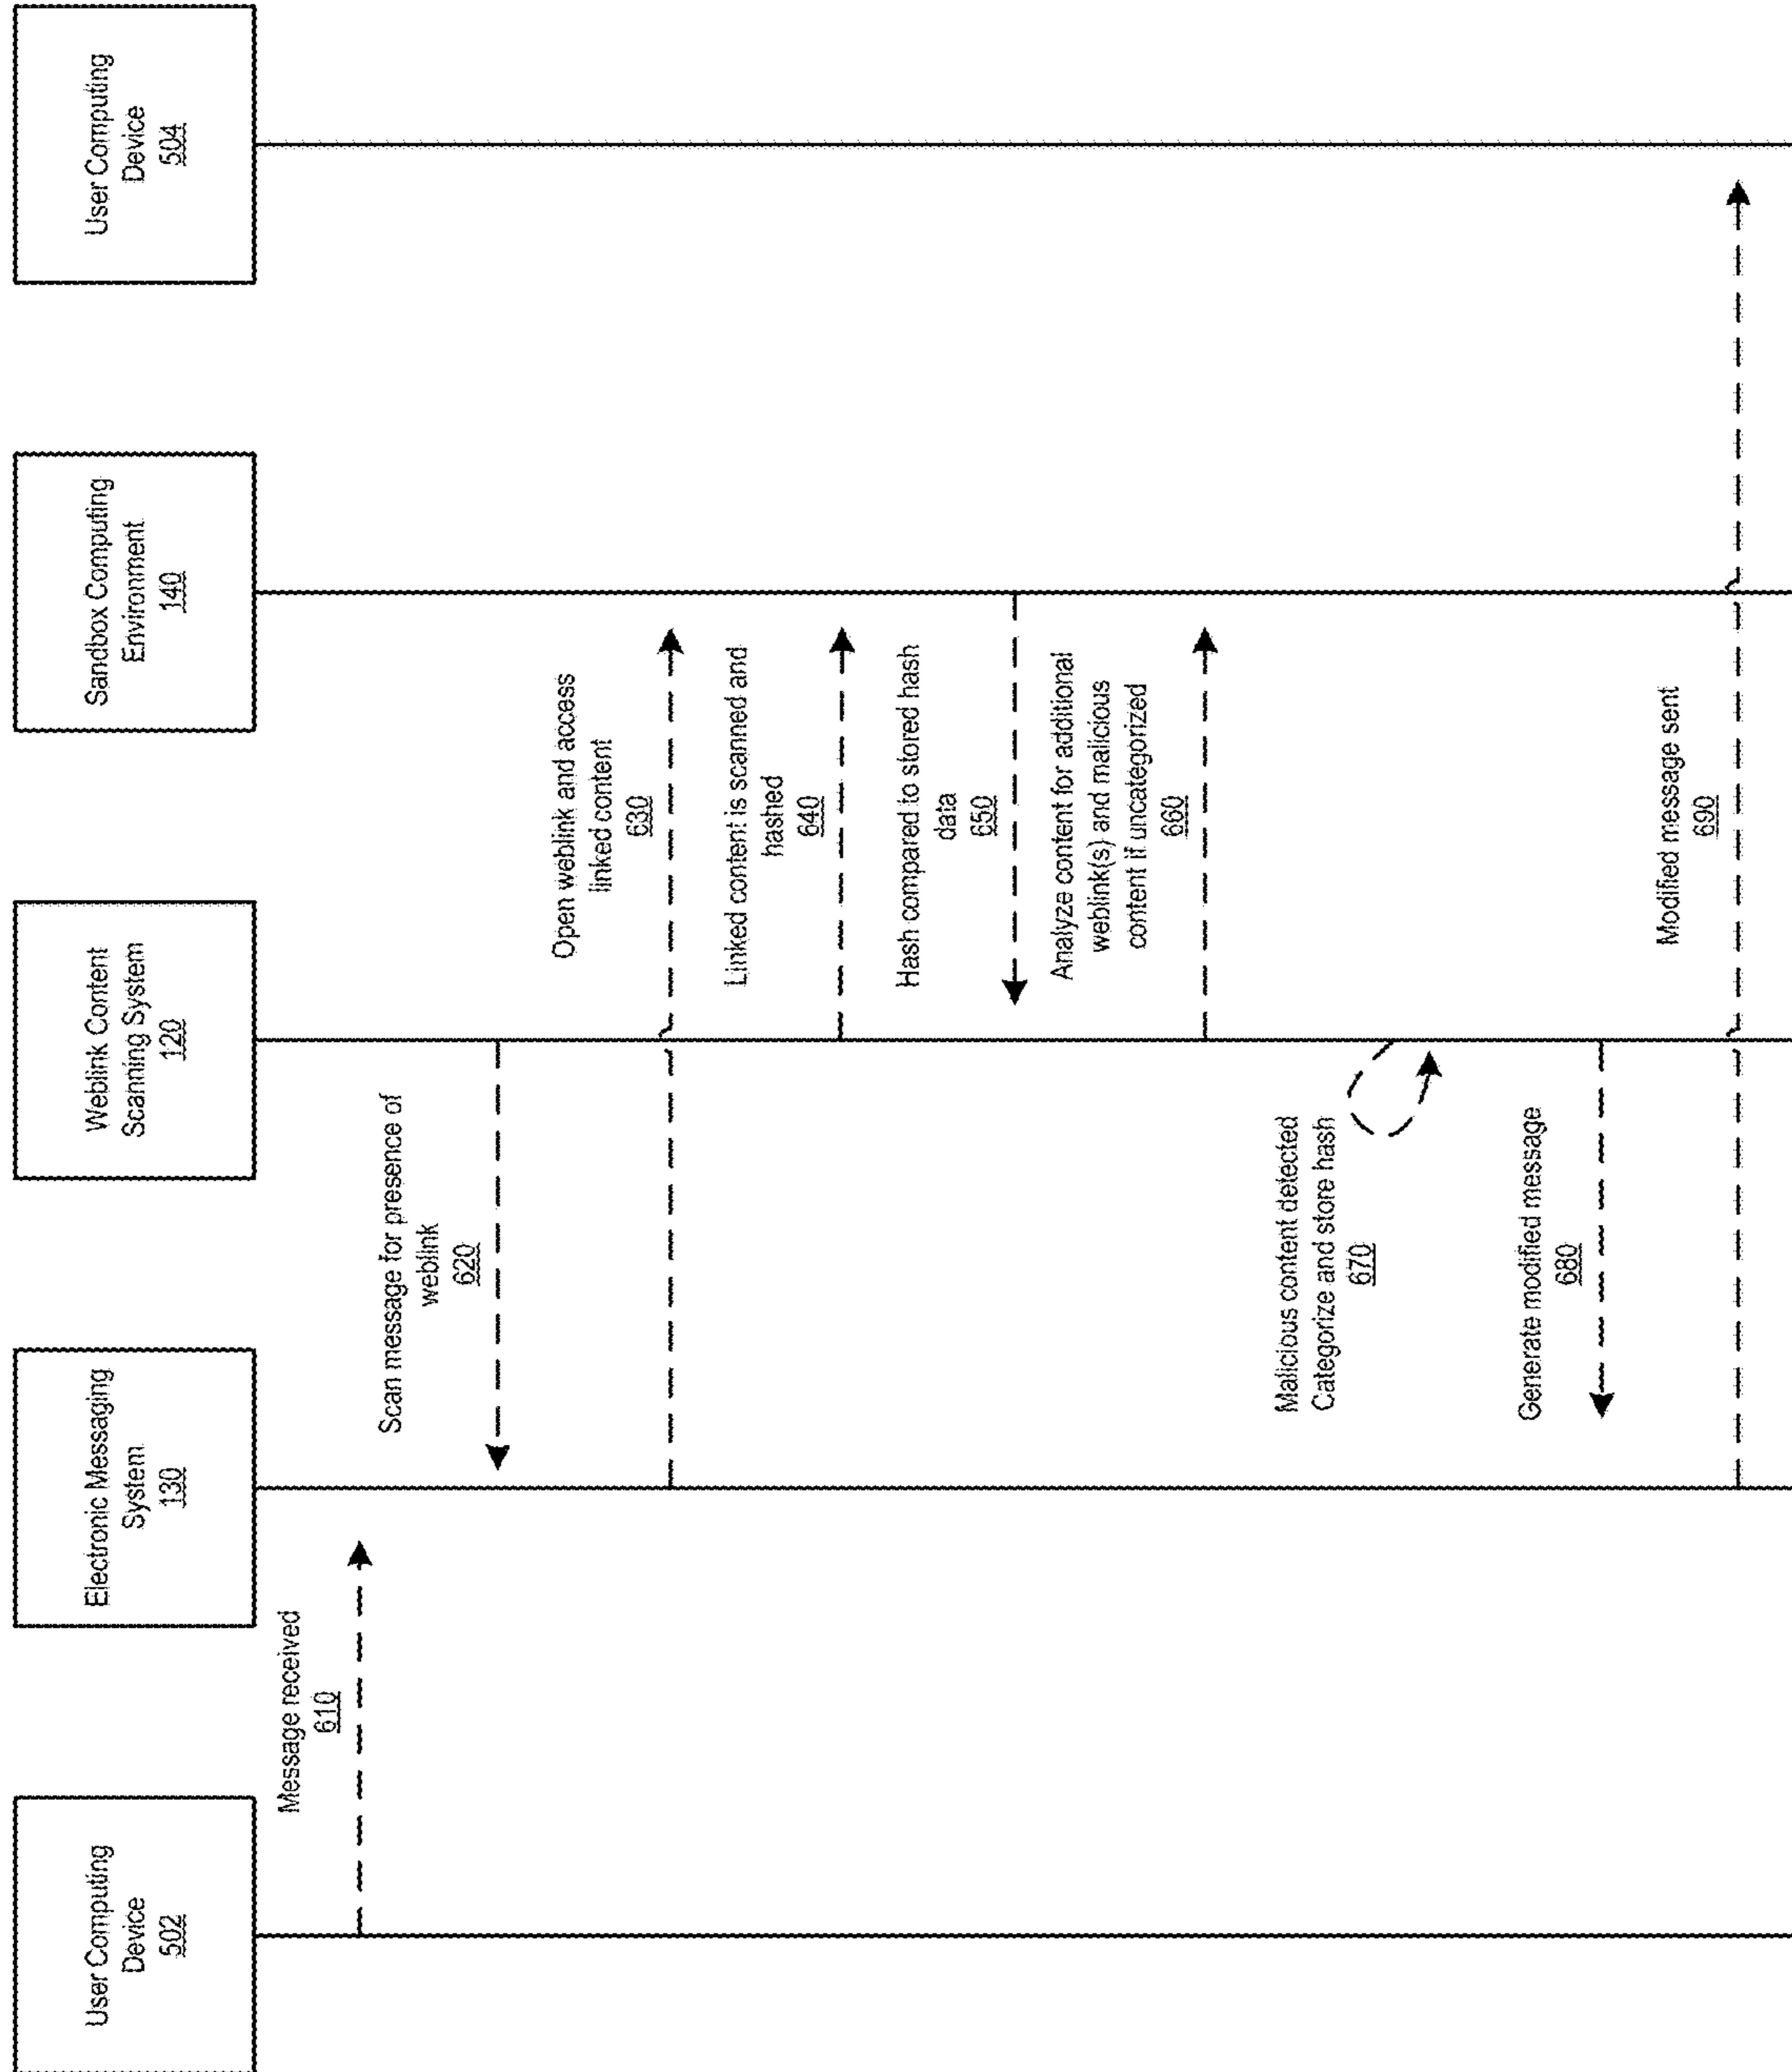 User Computing
Device
502
Electronic Messaging
System
130
Weblink Content
Scanning System
120
Sandbox Computing
Environment
140
User Computing
Device
504
Message received
610
Scan message for presence of
weblink
620
Open weblink and access
linked content
630
Linked content is scanned and
hashed
640
Hash compared to stored hash
data
650
Analyze content for additional
weblink(s) and malicious
content if uncategorized
660
Malicious content detected
Categorize and store hash
670
Generate modified message
680
Modified message sent
690